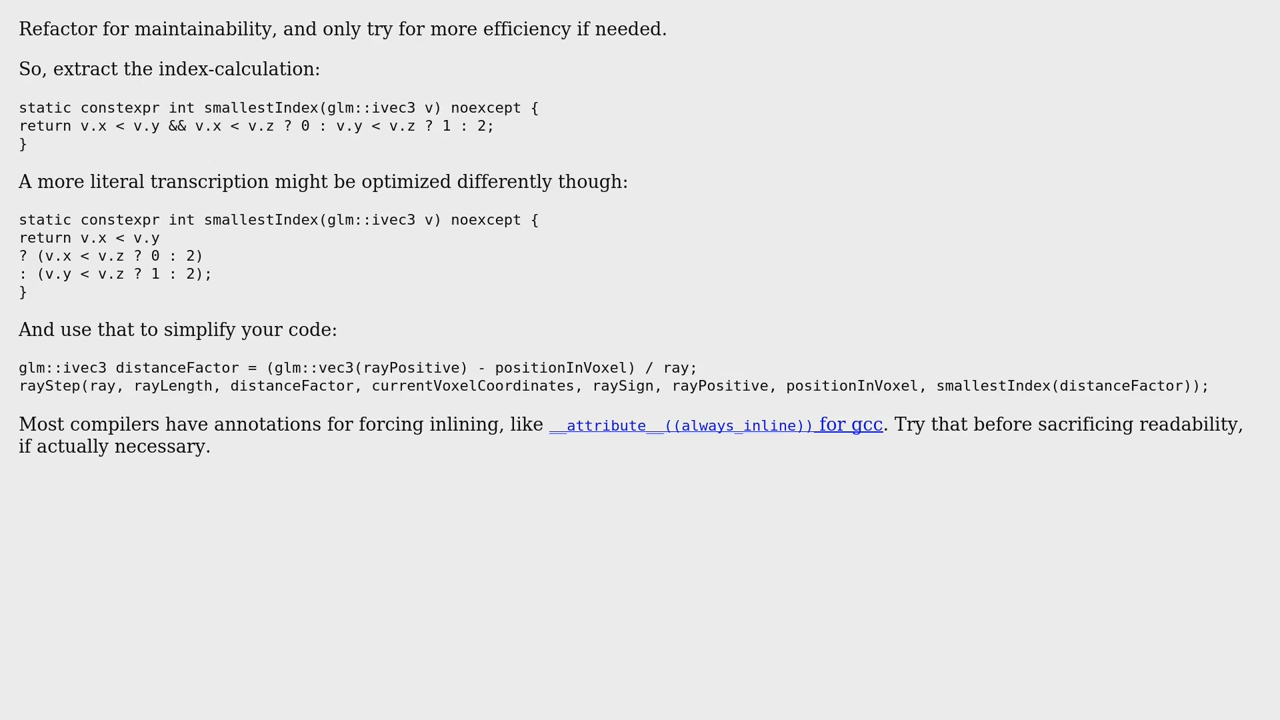 Refactor for maintainability, and only try for more efficiency if needed.
So, extract the index-calculation:
static constexpr int smallestIndex(glm::ivec3 v) noexcept {
return v.x < v.y && v.x < v.z ? 0 : v.y < v.z ? 1 : 2;
}
A more literal transcription might be optimized differently though:
static constexpr int smallestIndex(glm::ivec3 v) noexcept {
return v.x < v.y
? (v.x < v.z ? 0 : 2)
: (v.y < v.z ? 1 : 2);
}
And use that to simplify your code:
glm::ivec3 distanceFactor = (glm::vec3(rayPositive) - positionInVoxel) / ray;
rayStep(ray, rayLength, distanceFactor, currentVoxelCoordinates, raySign, rayPositive, positionInVoxel, smallestIndex(distanceFactor));
Most compilers have annotations for forcing inlining, like __attribute__((always_inline)) for gcc. Try that before sacrificing readability,
if actually necessary.